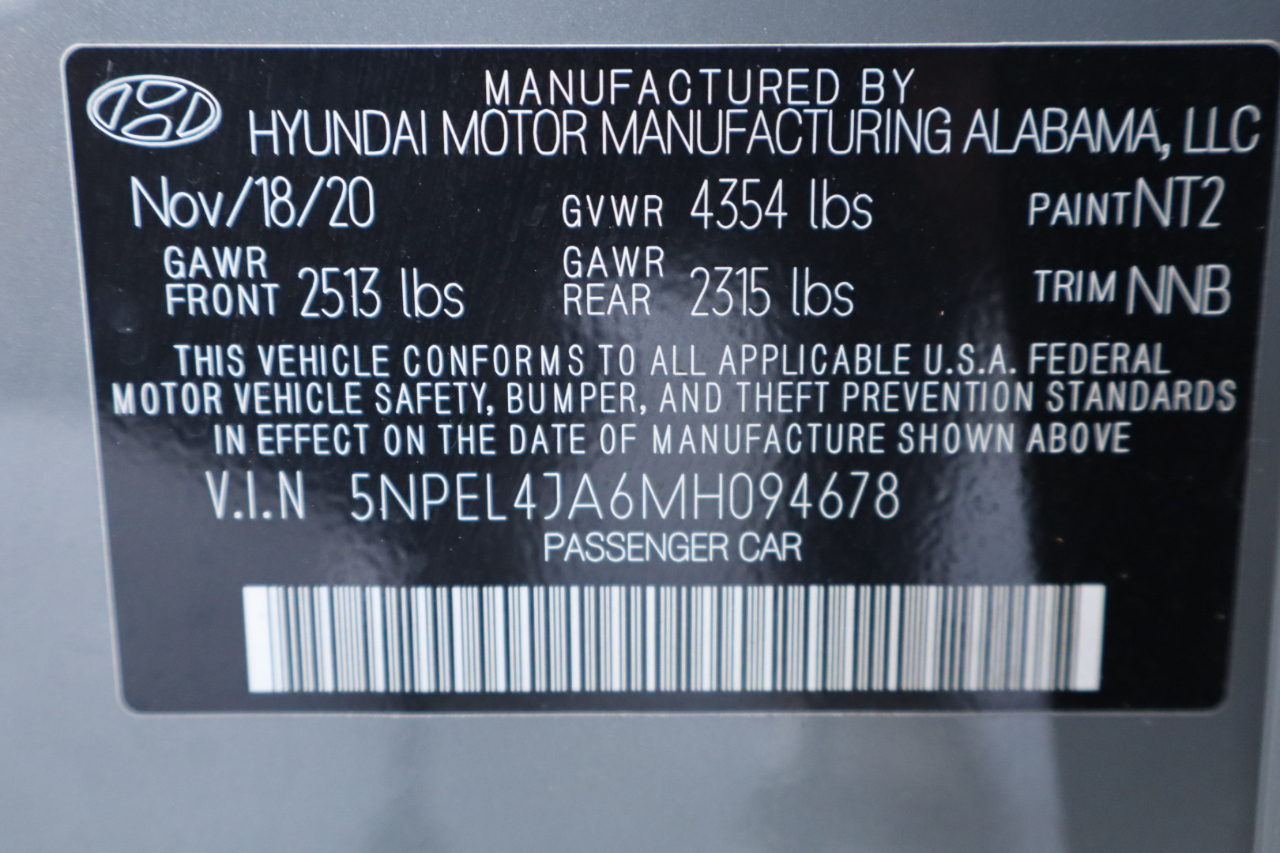 MANUFACTURED BY
HYUNDAI MOTOR MANUFACTURING ALABAMA, LLC
Nov/18/20 GVWR 4354 lbs PAINT NT2
GAWR FRONT 2513 lbs GAWR REAR 2315 lbs TRIM NNB
THIS VEHICLE CONFORMS TO ALL APPLICABLE U.S.A. FEDERAL
MOTOR VEHICLE SAFETY, BUMPER, AND THEFT PREVENTION STANDARDS
IN EFFECT ON THE DATE OF MANUFACTURE SHOWN ABOVE
V.I.N 5NPEL4JA6MH094678
PASSENGER CAR